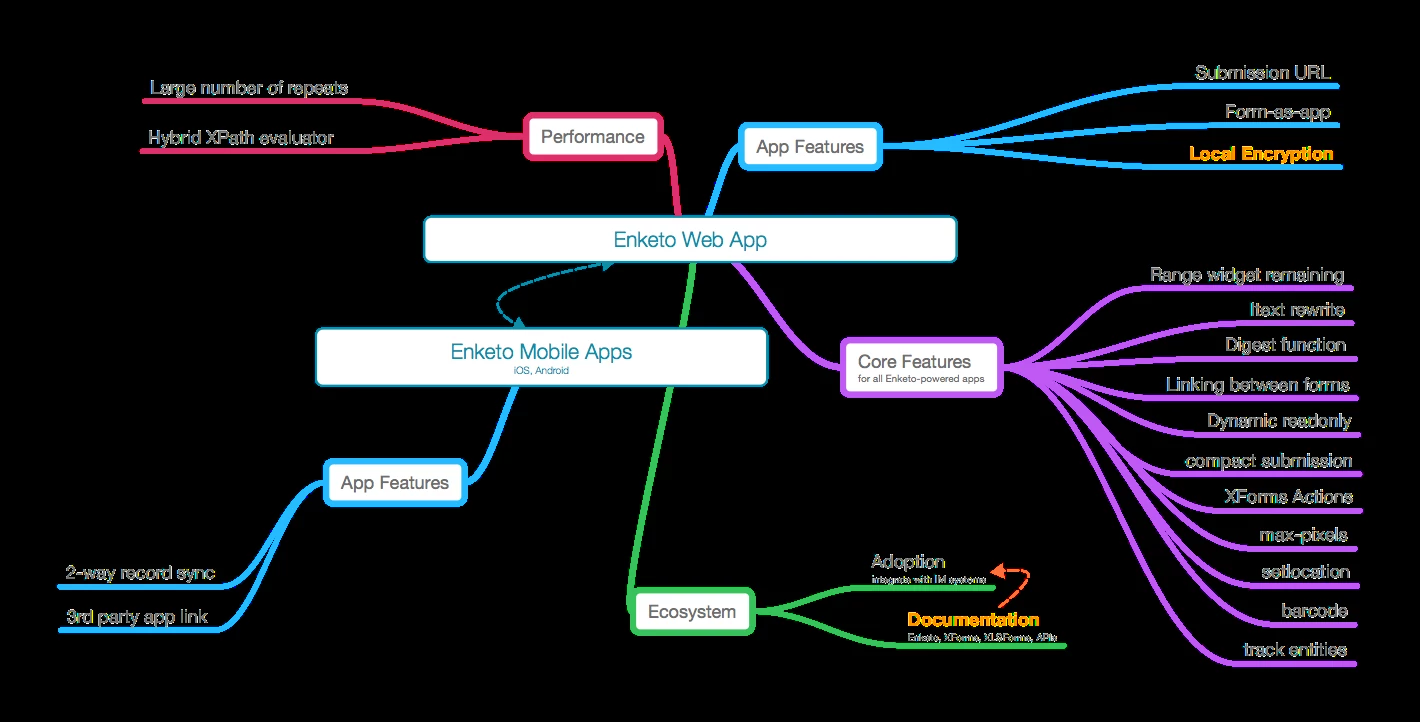 Large number of repeats
Hybrid XPath evaluator
Performance
App Features
Submission URL
Form-as-app
Local Encryption
Enketo Web App
Enketo Mobile Apps
iOS, Android
Core Features
for all Enketo-powered apps
Range widget remaining
Itext rewrite
Digest function
Linking between forms
Dynamic readonly
compact submission
XForms Actions
max-pixels
setlocation
barcode
track entities
App Features
2-way record sync
3rd party app link
Ecosystem
Adoption
integrate with IM systems
Documentation
Enketo, XForms, XLSForms, APIs